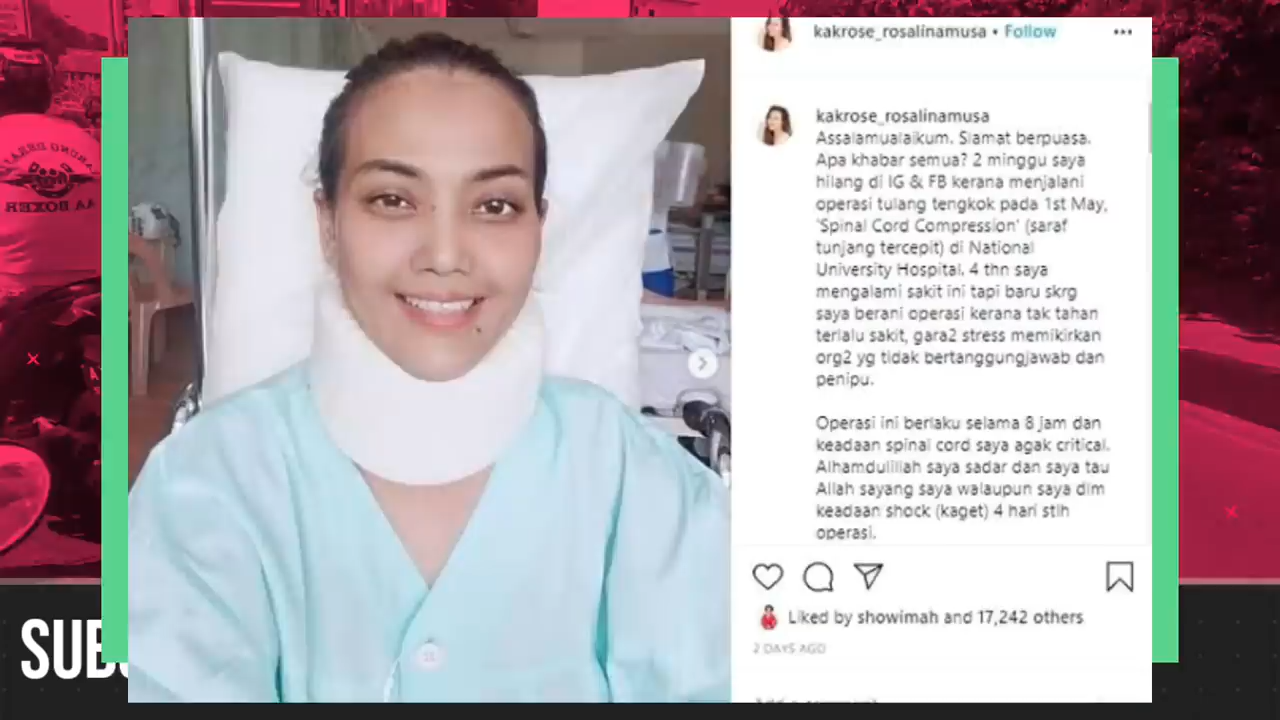 kakrose_rosalinamusa • Follow
kakrose_rosalinamusa
Assalamualaikum. Slamat berpuasa.
Apa khabar semua? 2 minggu saya
hilang di IG & FB kerana menjalani
operasi tulang tengkok pada 1st May,
'Spinal Cord Compression' (saraf
tunjang tercepit) di National
University Hospital. 4 thn saya
mengalami sakit ini tapi baru skrg
saya berani operasi kerana tak tahan
terlalu sakit, gara2 stress memikirkan
org2 yg tidak bertanggungjawab dan
penipu.
Operasi ini berlaku selama 8 jam dan
keadaan spinal cord saya agak critical.
Alhamdulillah saya sadar dan saya tau
Allah sayang saya walaupun saya dlm
keadaan shock (kaget) 4 hari stlh
operasi.
Liked by showimah and 17,242 others
2 DAYS AGO
SUB
AA BOXER